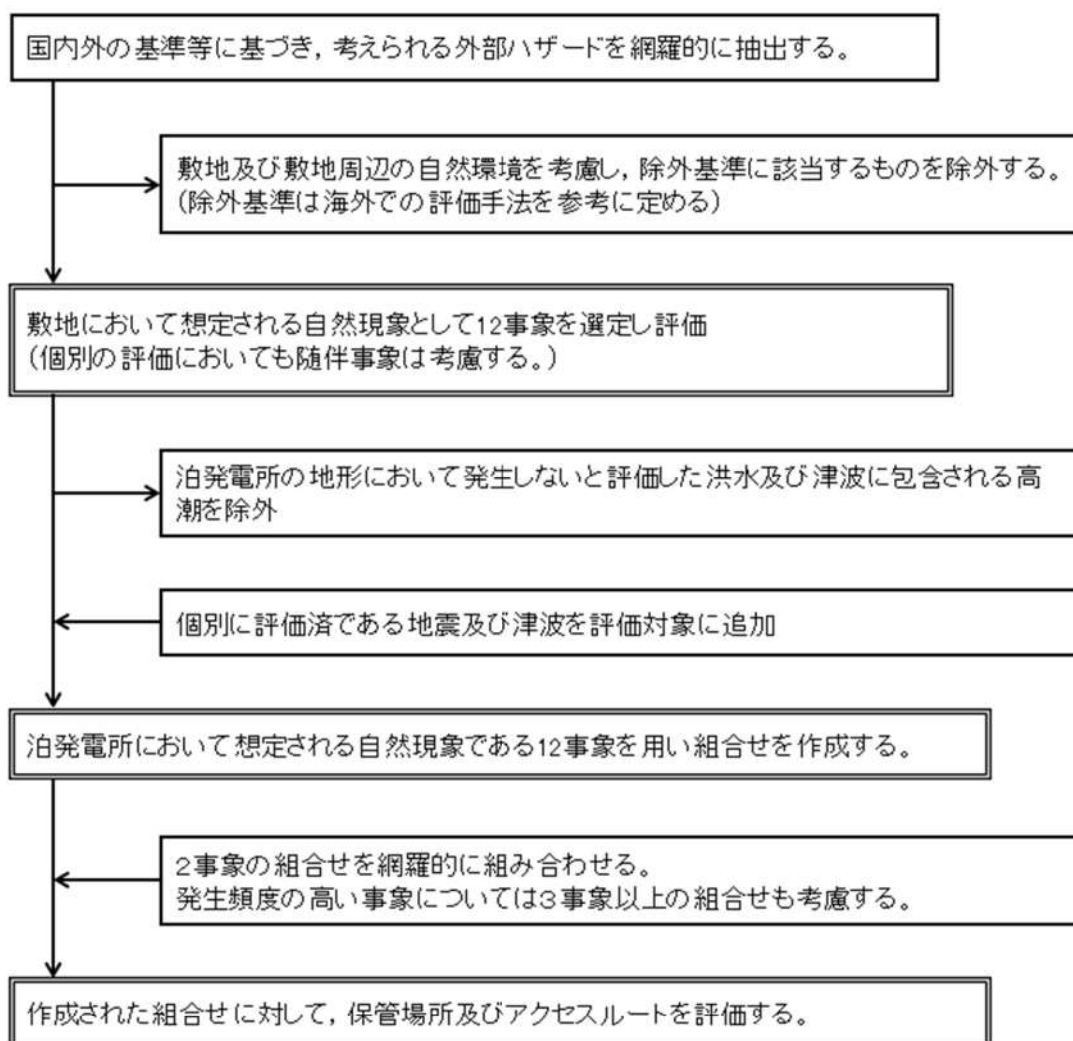 国内外の基準等に基づき，考えられる外部ハザードを網羅的に抽出する。
敷地及び敷地周辺の自然環境を考慮し，除外基準に該当するものを除外する。
（除外基準は海外での評価手法を参考に定める）
敷地において想定される自然現象として12事象を選定し評価
（個別の評価においても随伴事象は考慮する。）
泊発電所の地形において発生しないと評価した洪水及び津波に包含される高
潮を除外
個別に評価済である地震及び津波を評価対象に追加
泊発電所において想定される自然現象である12事象を用い組合せを作成する。
２事象の組合せを網羅的に組み合わせる。
発生頻度の高い事象については３事象以上の組合せも考慮する。
作成された組合せに対して，保管場所及びアクセスルートを評価する。